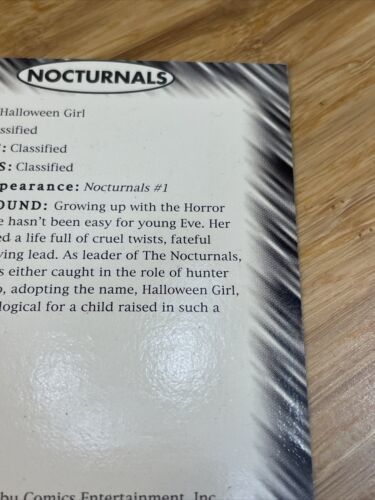 NOCTURNALS
Halloween Girl
ssified
: Classified
S: Classified
pearance: Nocturnals #1
OUND: Growing up with the Horror
e hasn't been easy for young Eve. Her
d a life full of cruel twists, fateful
ving lead. As leader of The Nocturnals,
s either caught in the role of hunter
o, adopting the name, Halloween Girl,
logical for a child raised in such a
bu Comics Entertainment, Inc.